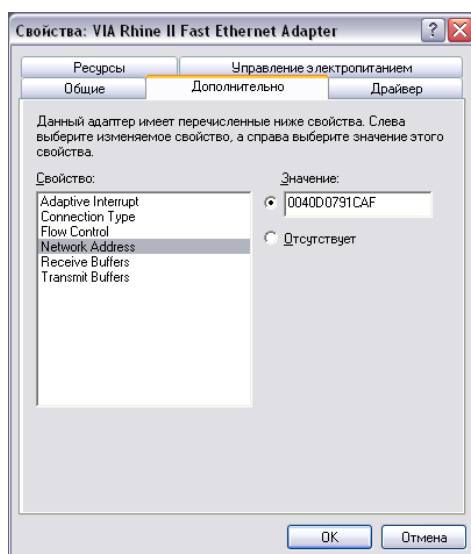 Свойства: VIA Rhine II Fast Ethernet Adapter
Ресурсы
Управление электропитанием
Общие
Дополнительно
Драйвер
Данный адаптер имеет перечисленные ниже свойства. Слева
выберите изменяемое свойство, а справа выберите значение этого
свойства.
Свойство:
Значение:
Adaptive Interrupt
Connection Type
Flow Control
Network Address
Receive Buffers
Transmit Buffers
0040D0791CAF
Отсутствует
OK
Отмена